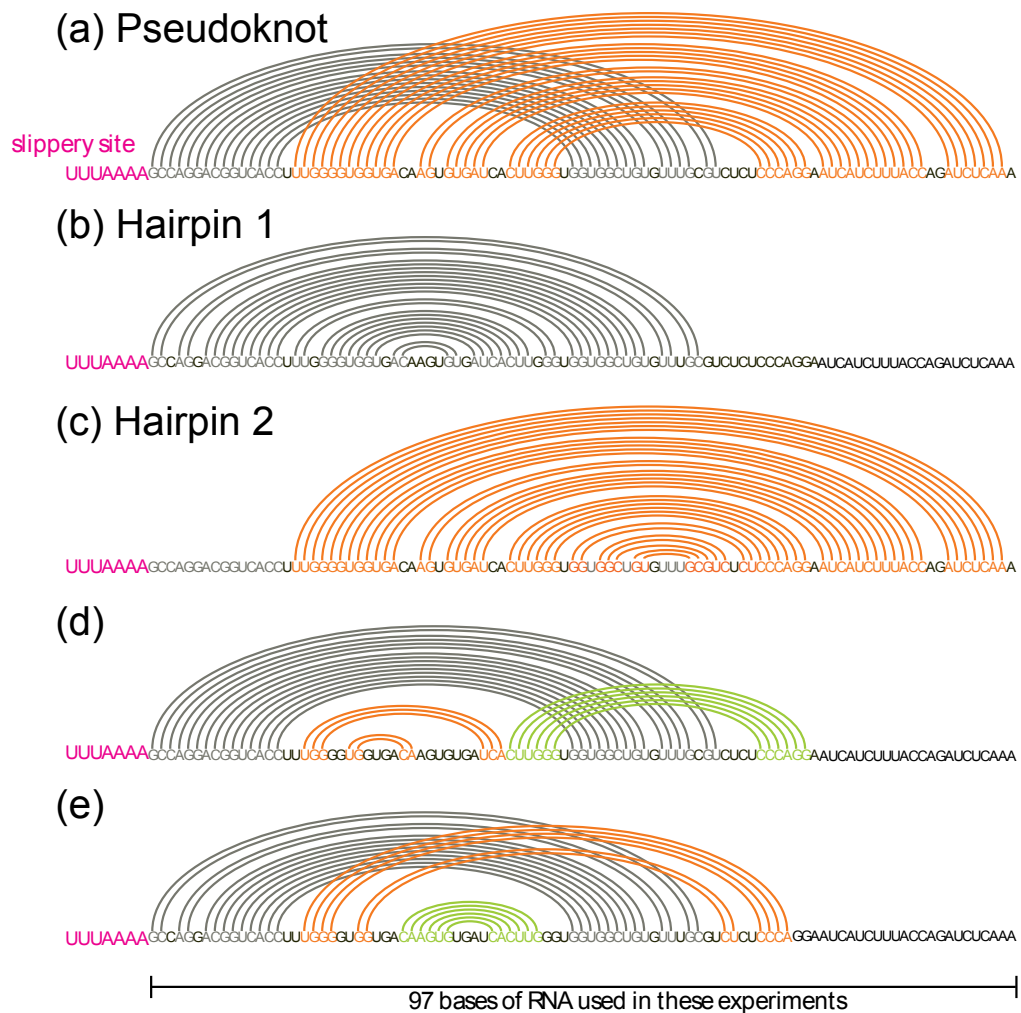 (a) Pseudoknot
slippery site
UUUAAAAGCCAGGACGGUCACCUUUGGGGUGGUGACAAGUGUGAUCACUUGGGUGGUGGCUGUGUUUGCGUCUCUCCCAGGAAUCAUCUUUACCAGAUCUCAAA
(b) Hairpin 1
UUUAAAAGCCAGGACGGUCACCUUUGGGGUGGUGACAAGUGUGAUCACUUGGGUGGUGGCUGUGUUUGCGUCUCUCCCAGGAAUCAUCUUUACCAGAUCUCAAA
(c) Hairpin 2
UUUAAAAGCCAGGACGGUCACCUUUGGGGUGGUGACAAGUGUGAUCACUUGGGUGGUGGCUGUGUUUGCGUCUCUCCCAGGAAUCAUCUUUACCAGAUCUCAAA
(d)
UUUAAAAGCCAGGACGGUCACCUUUGGGGUGGUGACAAGUGUGAUCACUUGGGUGGUGGCUGUGUUUGCGUCUCUCCCAGGAAUCAUCUUUACCAGAUCUCAAA
(e)
UUUAAAAGCCAGGACGGUCACCUUUGGGGUGGUGACAAGUGUGAUCACUUGGGUGGUGGCUGUGUUUGCGUCUCUCCCAGGAAUCAUCUUUACCAGAUCUCAAA
97 bases of RNA used in these experiments